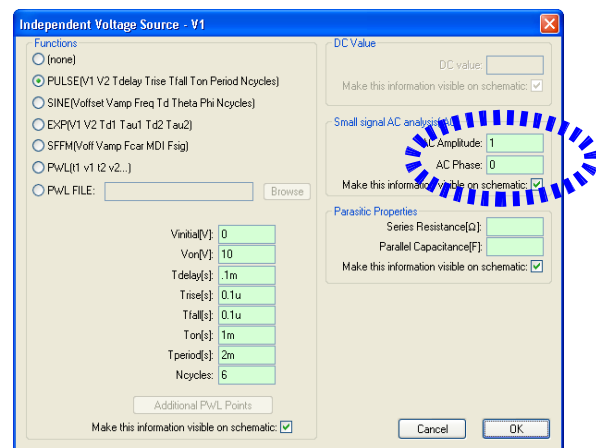 Independent Voltage Source - V1
Functions
(none)
PULSE(V1 V2 Tdelay Trise Tfall Ton Period Ncycles)
SINE(Voffset Vamp Freq Td Theta Phi Ncycles)
EXP(V1 V2 Td1 Tau1 Td2 Tau2)
SFFM(Voff Vamp Fcar MDI Fsig)
PWL(t1 v1 t2 v2...)
PWL FILE:
Browse
Vinitial[V]: 0
Von[V]: 10
Tdelay[s]: .1m
Trise[s]: 0.1u
Tfall[s]: 0.1u
Ton[s]: 1m
Tperiod[s]: 2m
Ncycles: 6
Additional PWL Points
Make this information visible on schematic:
DC Value
DC value:
Make this information visible on schematic:
Small signal AC analysis(.AC)
AC Amplitude: 1
AC Phase: 0
Make this information visible on schematic:
Parasitic Properties
Series Resistance[Ω]:
Parallel Capacitance[F]:
Make this information visible on schematic:
Cancel
OK